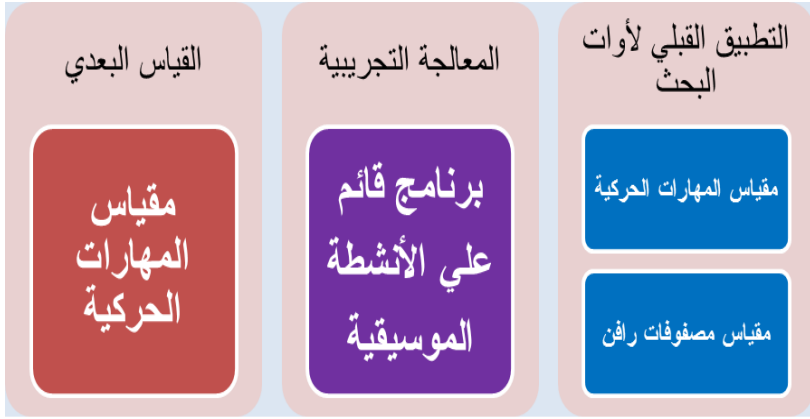 التطبيق القبلي لأوات
البحث
مقياس المهارات الحركية
مقياس مصفوفات رافن
المعالجة التجريبية
برنامج قائم
علي الأنشطة
الموسيقية
القياس البعدي
مقياس
المهارات
الحركية